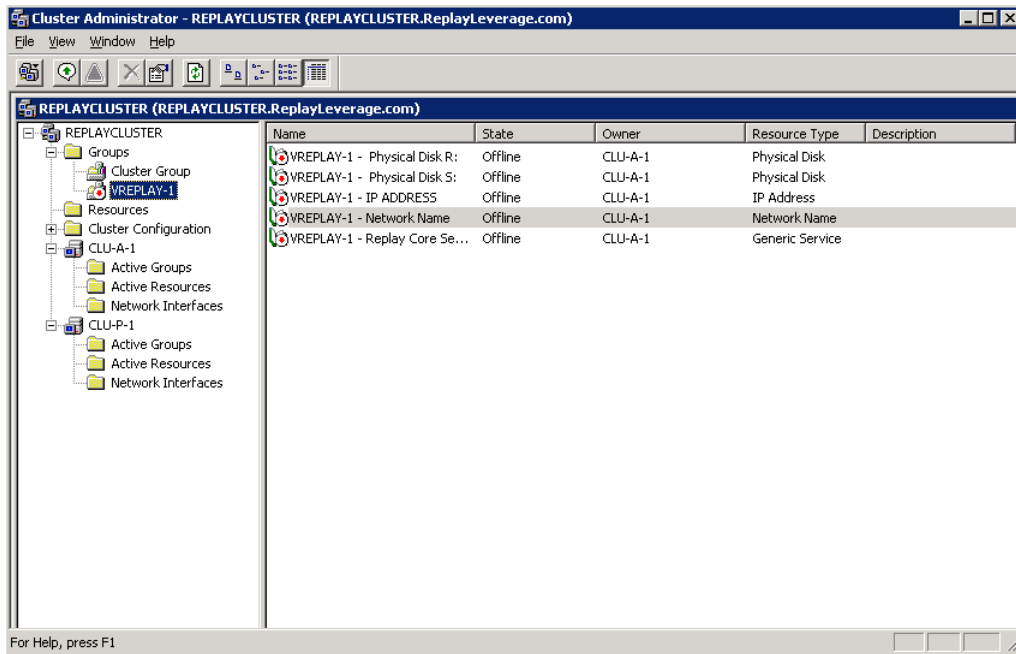 Cluster Administrator - REPLAYCLUSTER (REPLAYCLUSTER.ReplayLeverage.com)
File View Window Help
REPLAYCLUSTER (REPLAYCLUSTER.ReplayLeverage.com)
REPLAYCLUSTER
Groups
Cluster Group
VREPLAY-1
Resources
Cluster Configuration
CLU-A-1
Active Groups
Active Resources
Network Interfaces
CLU-P-1
Active Groups
Active Resources
Network Interfaces
Name State Owner Resource Type Description
VREPLAY-1 - Physical Disk R: Offline CLU-A-1 Physical Disk
VREPLAY-1 - Physical Disk S: Offline CLU-A-1 Physical Disk
VREPLAY-1 - IP ADDRESS Offline CLU-A-1 IP Address
VREPLAY-1 - Network Name Offline CLU-A-1 Network Name
VREPLAY-1 - Replay Core Se... Offline CLU-A-1 Generic Service
For Help, press F1